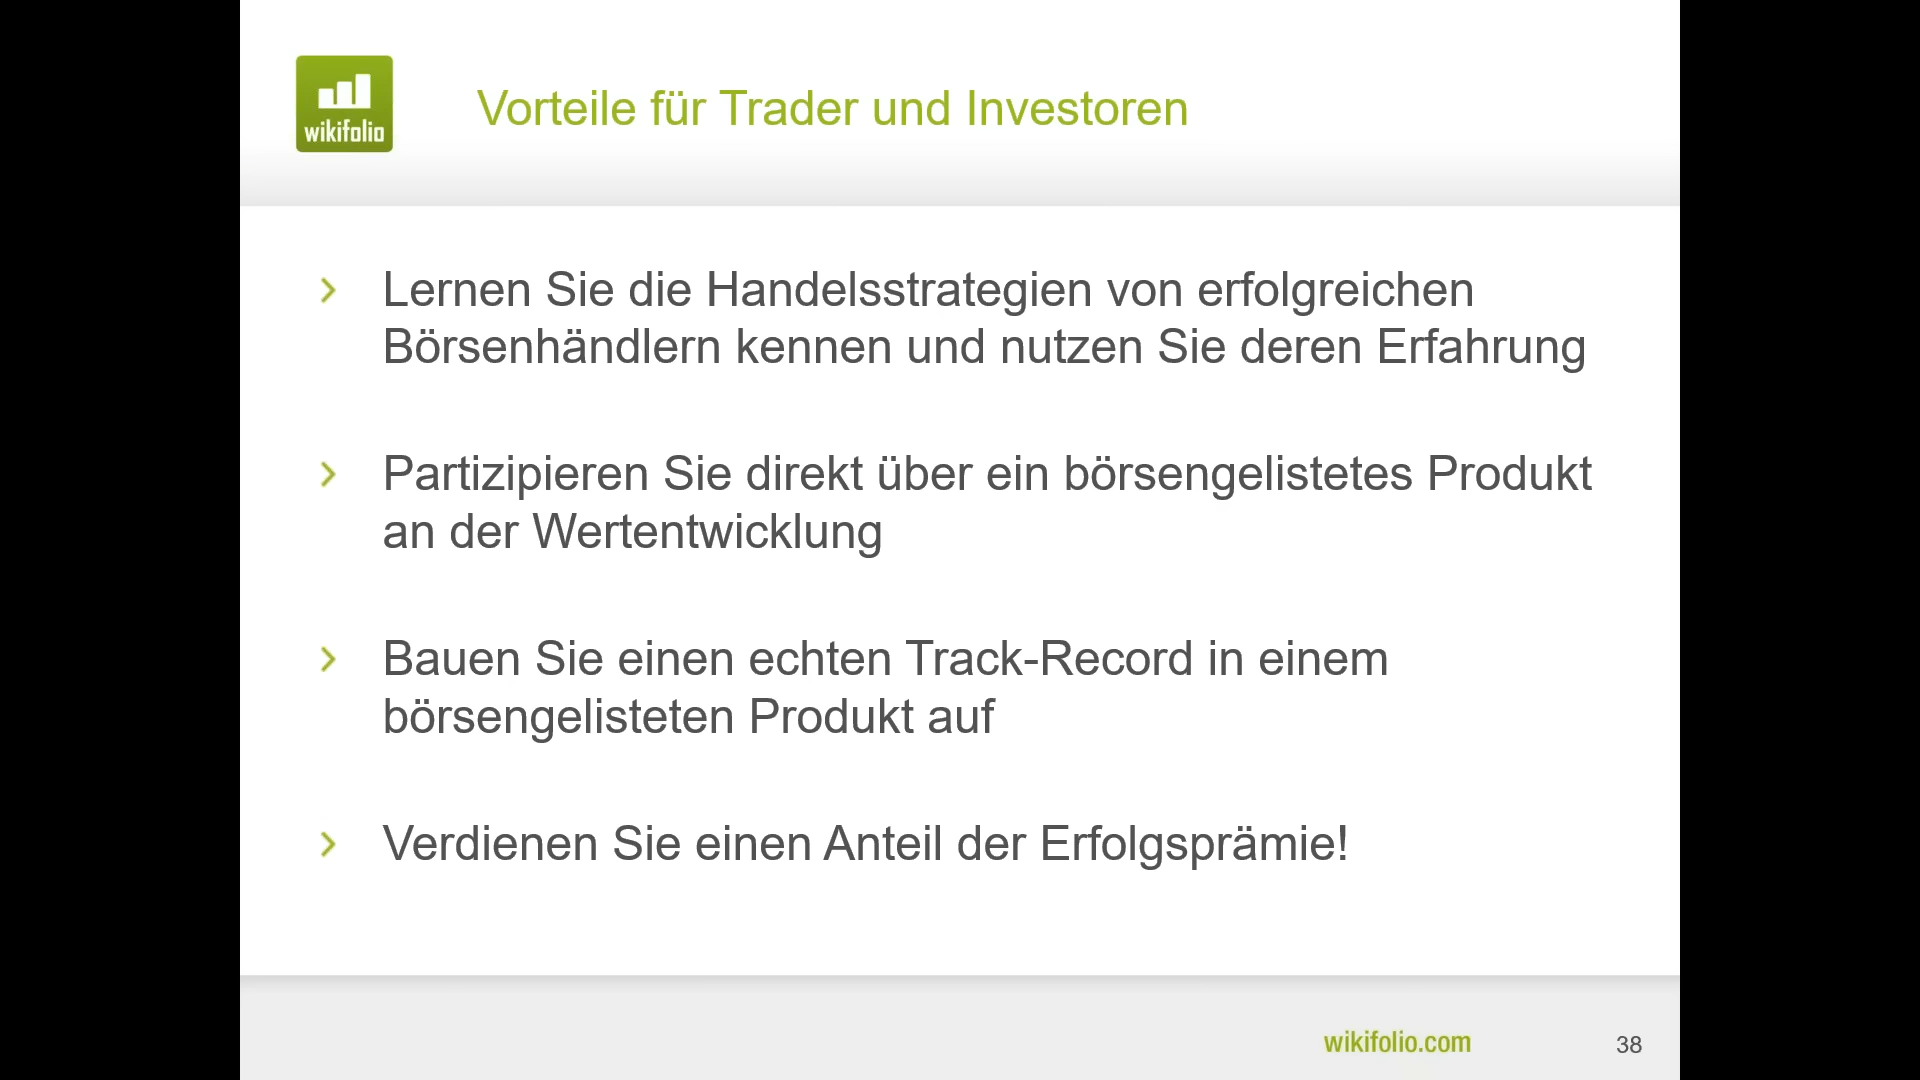 wikifolio
Vorteile für Trader und Investoren
Lernen Sie die Handelsstrategien von erfolgreichen
Börsenhändlern kennen und nutzen Sie deren Erfahrung
Partizipieren Sie direkt über ein börsengelistetes Produkt
an der Wertentwicklung
Bauen Sie einen echten Track-Record in einem
börsengelisteten Produkt auf
Verdienen Sie einen Anteil der Erfolgsprämie!
wikifolio.com
38